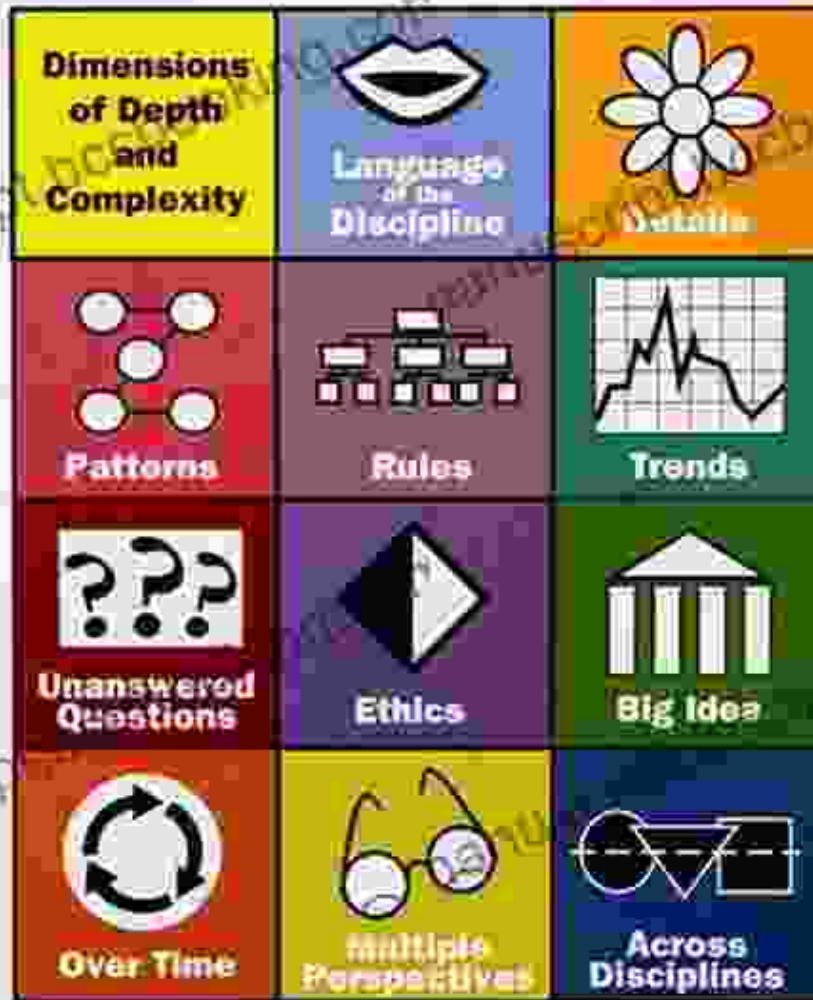 Dimensions
of Depth
and
Complexity
Language
of the
Discipline
Details
Patterns
Rules
Trends
? ? ?
Unanswered
Questions
Ethics
Big Idea
Over Time
Multiple
Perspectives
Across
Disciplines